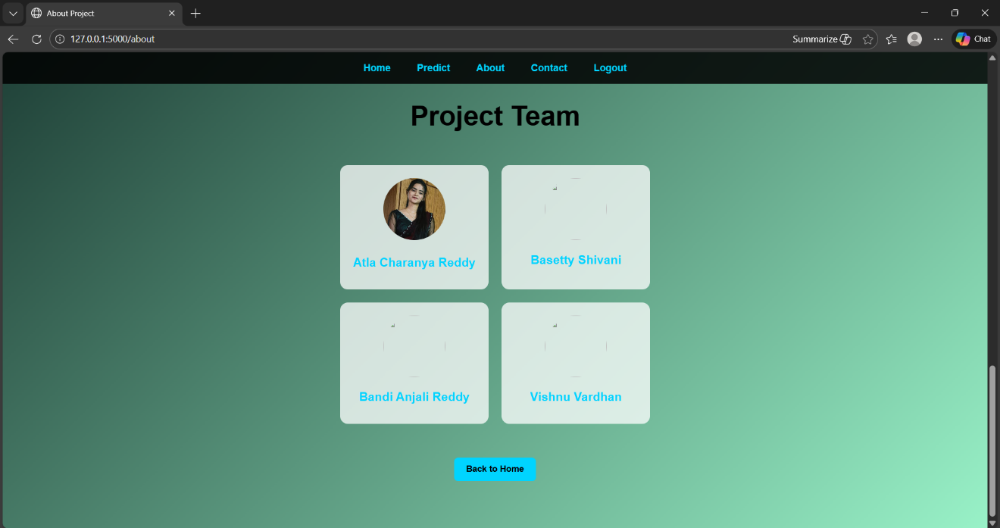 About Project
127.0.0.1:5000/about
Summarize
Chat
Home Predict About Contact Logout
Project Team
Atla Charanya Reddy
Basetty Shivani
Bandi Anjali Reddy
Vishnu Vardhan
Back to Home